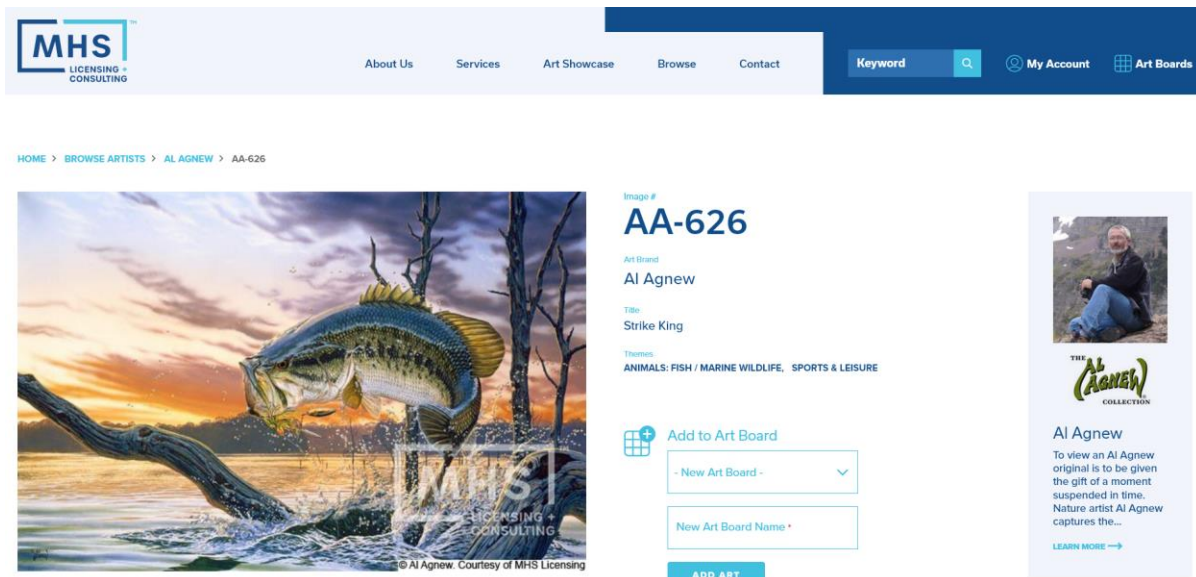 MHS
LICENSING +
CONSULTING
™
About Us
Services
Art Showcase
Browse
Contact
Keyword
My Account
Art Boards
HOME > BROWSE ARTISTS > AL AGNEW > AA-626
MHS
LICENSING +
CONSULTING
© Al Agnew. Courtesy of MHS Licensing
Image #
AA-626
Art Brand
Al Agnew
Title
Strike King
Themes
ANIMALS: FISH / MARINE WILDLIFE, SPORTS & LEISURE
Add to Art Board
- New Art Board -
New Art Board Name *
ADD ART
THE
AL
AGNEW
COLLECTION
Al Agnew
To view an Al Agnew
original is to be given
the gift of a moment
suspended in time.
Nature artist Al Agnew
captures the...
LEARN MORE